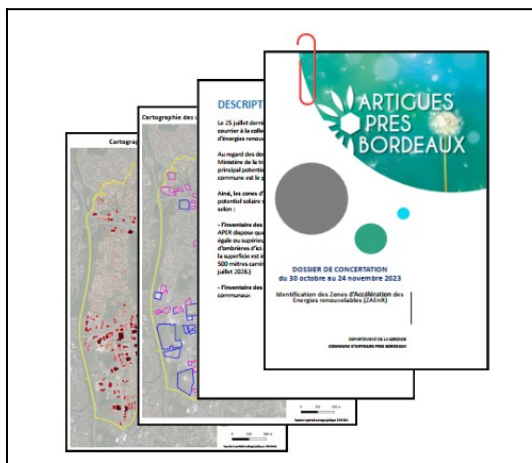 Cartograp
Cartographie des
DESCRIPT
Le 25 juillet derni
courrier à la colle
d'énergies renouv
Au regard des don
Ministère de la tr
principal potentie
commune est le p
Ainsi, les zones d'
potentiel solaire s
selon :
- l'inventaire des
APER dispose que
égale ou supérieu
d'ombrières d'ici
la superficie est i
500 mètres carrés
juillet 2028.)
- l'inventaire des
communaux
ARTIGUES
PRES
BORDEAUX
DOSSIER DE CONCERTATION
du 30 octobre au 24 novembre 2023
Identification des Zones d'Accélération des
Energies renouvelables (ZAEnR)
DEPARTEMENT DE LA GIRONDE
COMMUNE D'ARTIGUES PRES BORDEAUX